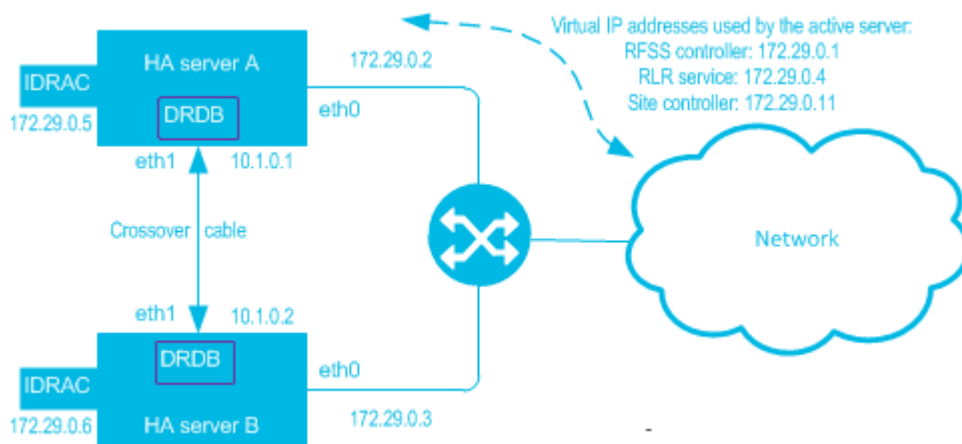 Virtual IP addresses used by the active server:
RFSS controller: 172.29.0.1
RLR service: 172.29.0.4
Site controller: 172.29.0.11
HA server A
172.29.0.2
IDRAC
172.29.0.5
DRDB
eth0
eth1
10.1.0.1
Crossover cable
Network
eth1
10.1.0.2
DRDB
eth0
IDRAC
172.29.0.6
HA server B
172.29.0.3
-